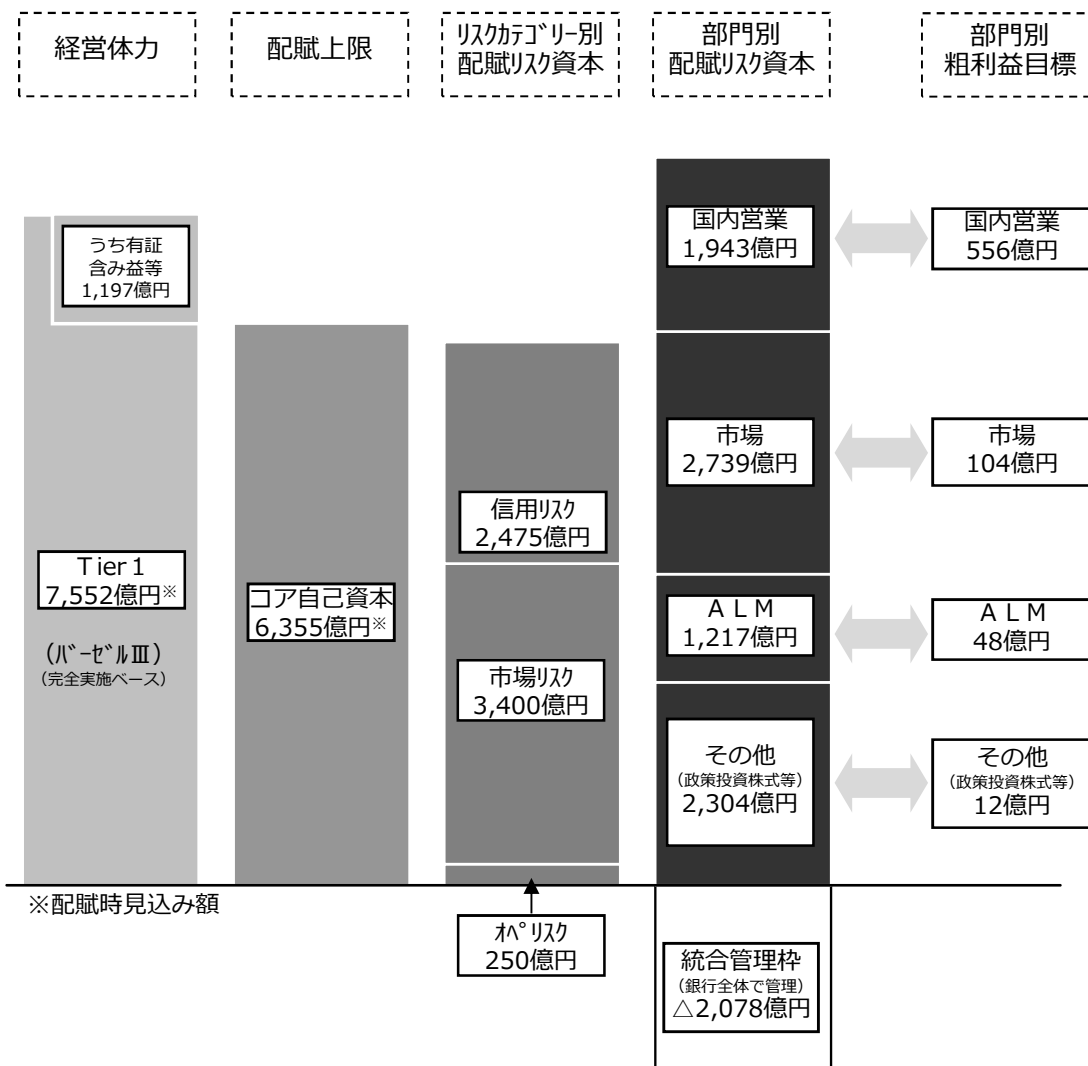 経営体力
配賦上限
ﾘｽｸｶﾃｺﾞﾘｰ別
配賦リスク資本
部門別
配賦リスク資本
部門別
粗利益目標
うち有証
含み益等
1,197億円
Tier1
7,552億円※
(ﾊﾞｰｾﾞﾙⅢ)
(完全実施ベース)
コア自己資本
6,355億円※
信用ﾘｽｸ
2,475億円
市場ﾘｽｸ
3,400億円
ｵﾍﾟﾘｽｸ
250億円
国内営業
1,943億円
市場
2,739億円
ＡＬＭ
1,217億円
その他
(政策投資株式等)
2,304億円
統合管理枠
(銀行全体で管理)
△2,078億円
国内営業
556億円
市場
104億円
ＡＬＭ
48億円
その他
(政策投資株式等)
12億円
※配賦時見込み額